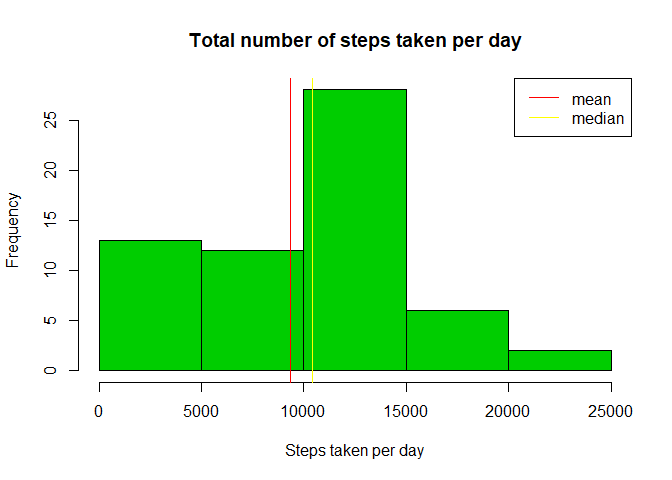 Total number of steps taken per day
mean
median
Frequency
25
20
15
10
5
0
0 5000 10000 15000 20000 25000
Steps taken per day